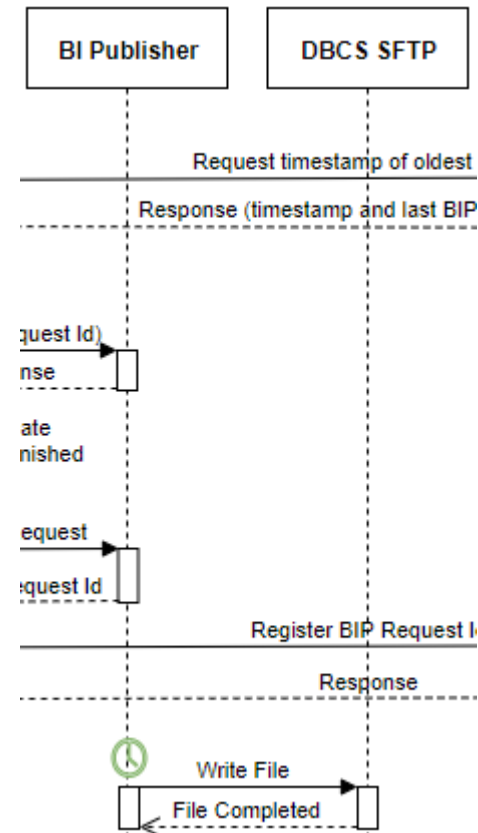 BI Publisher
DBCS SFTP
Request timestamp of oldest
Response (timestamp and last BIP
quest Id)
nse
ate
nished
equest
equest Id
Register BIP Request I
Response
Write File
File Completed